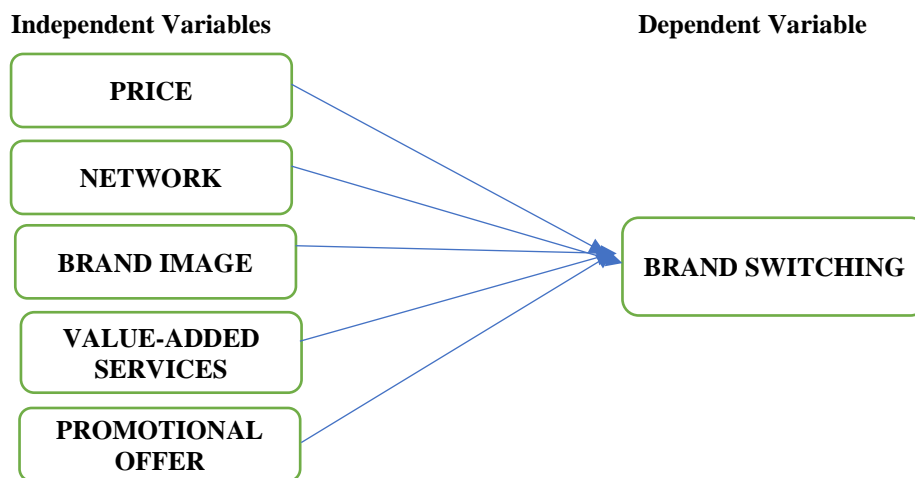 Independent Variables
Dependent Variable
PRICE
NETWORK
BRAND IMAGE
BRAND SWITCHING
VALUE-ADDED
SERVICES
PROMOTIONAL
OFFER